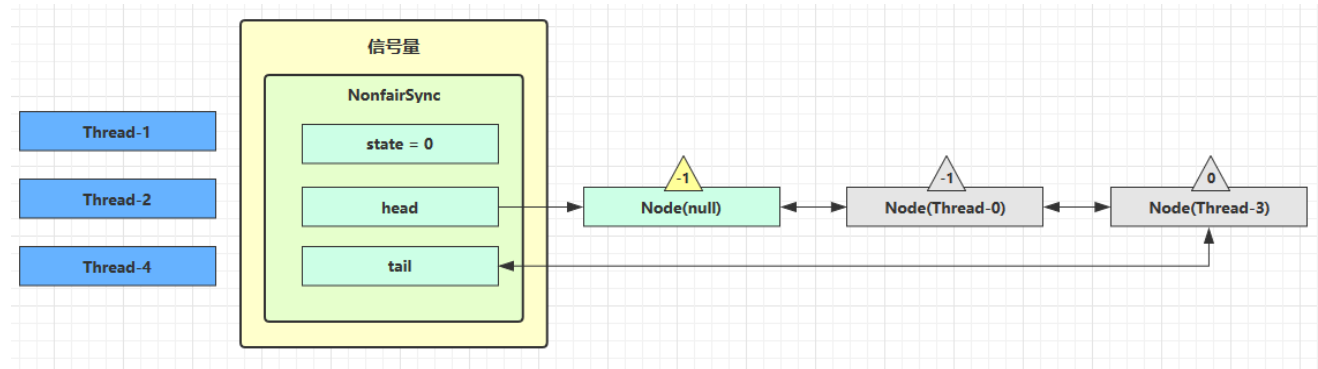 信号量
NonfairSync
Thread-1
state = 0
-1
-1
0
Thread-2
head
Node(null)
Node(Thread-0)
Node(Thread-3)
Thread-4
tail